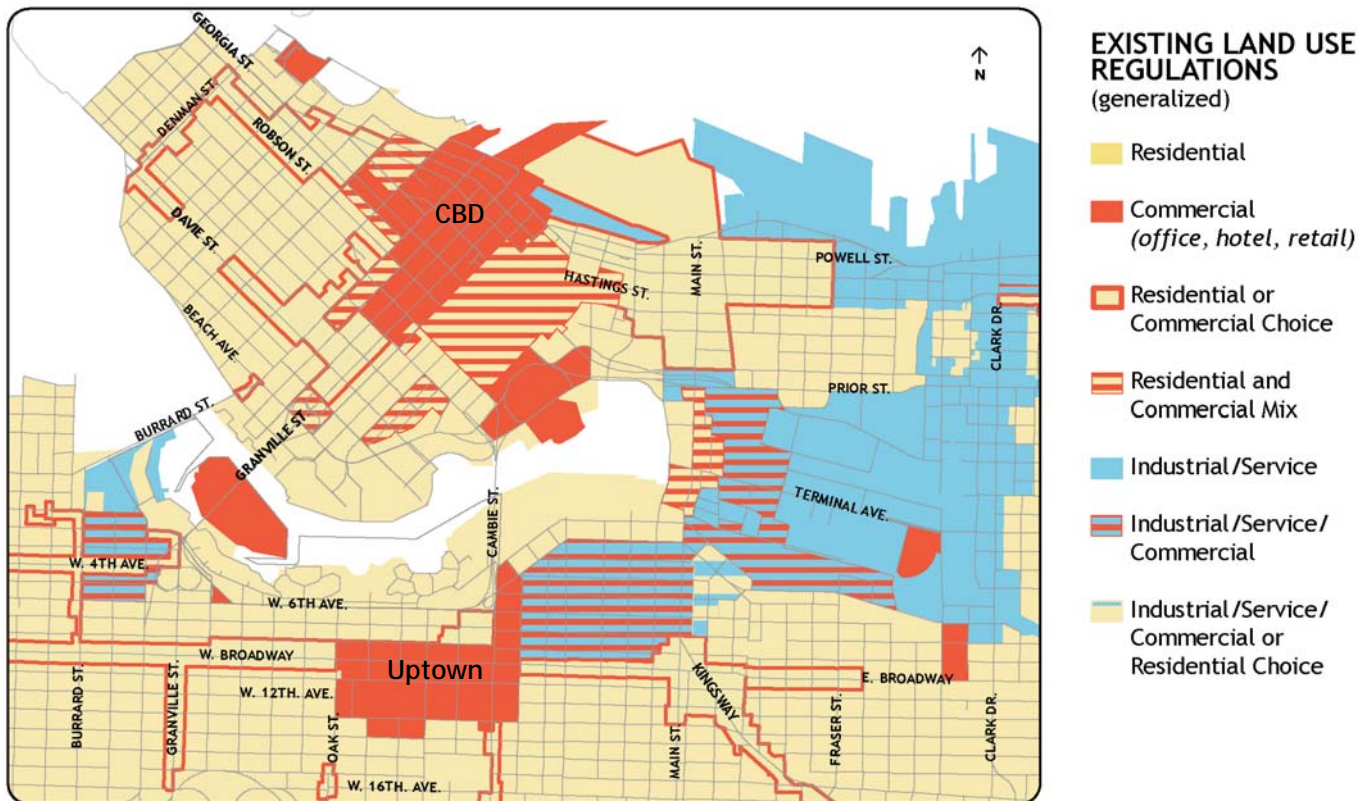 GEORGIA ST.
DENMAN ST.
ROBSON ST.
DAVIE ST.
BEACH AVE.
BURRARD ST.
GRANVILLE ST.
CBD
HASTINGS ST.
MAIN ST.
POWELL ST.
CLARK DR.
PRIOR ST.
TERMINAL AVE.
CAMBIE ST.
W. 4TH AVE.
W. 6TH AVE.
W. BROADWAY
Uptown
W. 12TH. AVE.
E. BROADWAY
KINGSWAY
BURRARD ST.
GRANVILLE ST.
OAK ST.
MAIN ST.
FRASER ST.
CLARK DR.
W. 16TH. AVE.
N
EXISTING LAND USE
REGULATIONS
(generalized)
Residential
Commercial
(office, hotel, retail)
Residential or
Commercial Choice
Residential and
Commercial Mix
Industrial/Service
Industrial/Service/
Commercial
Industrial/Service/
Commercial or
Residential Choice